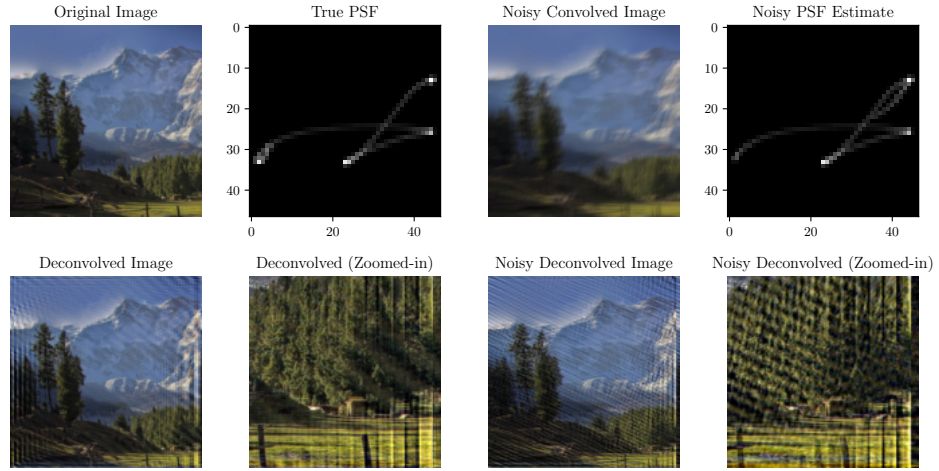 Original Image
True PSF
Noisy Convolved Image
Noisy PSF Estimate
0
10
20
30
40
0
20
40
0
10
20
30
40
0
20
40
Deconvolved Image
Deconvolved (Zoomed-in)
Noisy Deconvolved Image
Noisy Deconvolved (Zoomed-in)